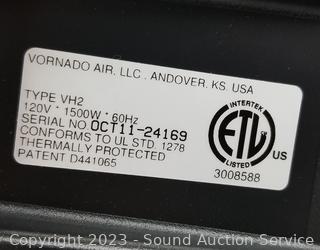 VORNADO AIR, LLC . ANDOVER, KS. USA
TYPE VH2
120V * 1500W * 60Hz
SERIAL NO OCT11-24169
CONFORMS TO UL STD. 1278
THERMALLY PROTECTED
PATENT D441065
INTERTEK
ETL
LISTED
US
3008588
Copyright 2023 - Sound Auction Service